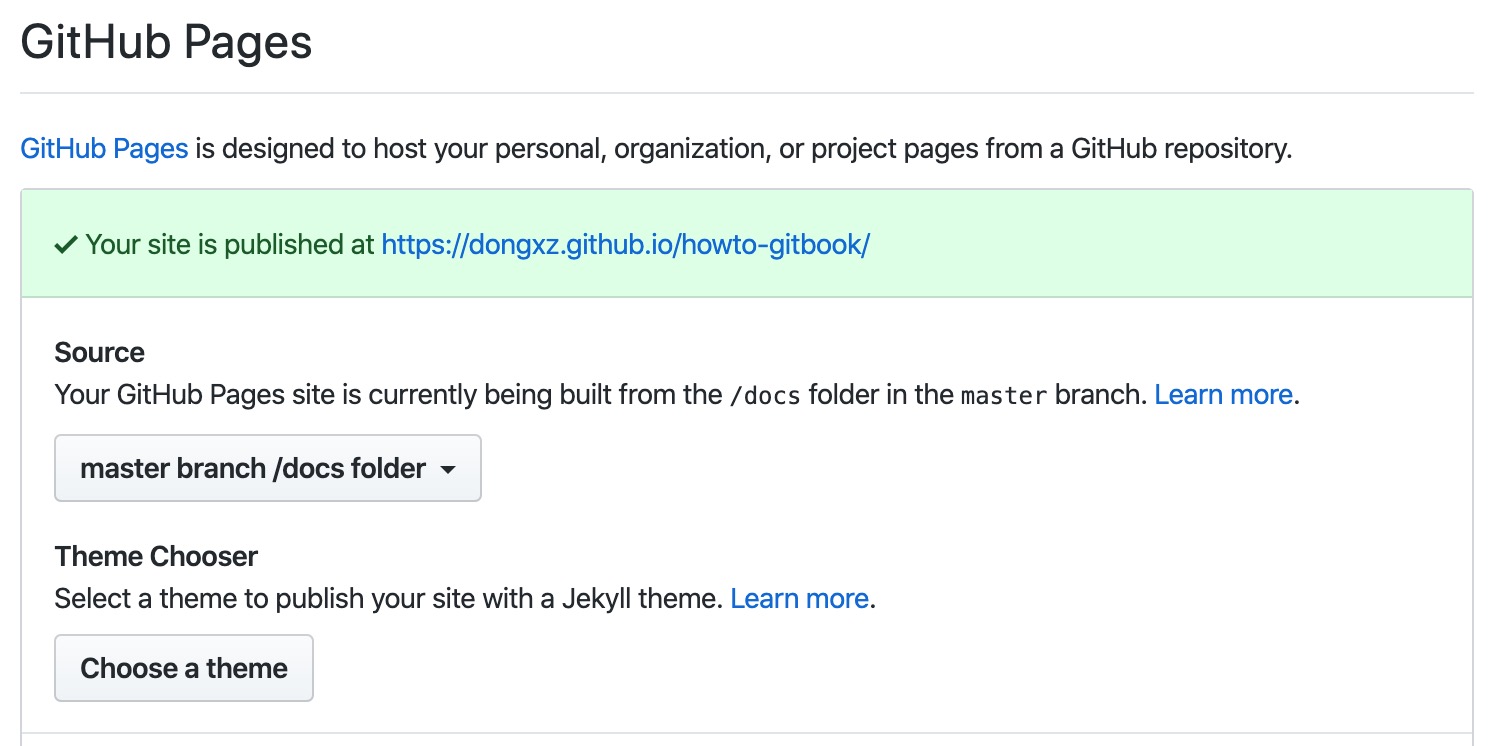 GitHub Pages
GitHub Pages is designed to host your personal, organization, or project pages from a GitHub repository.
Your site is published at https://dongxz.github.io/howto-gitbook/
Source
Your GitHub Pages site is currently being built from the /docs folder in the master branch. Learn more.
master branch /docs folder
Theme Chooser
Select a theme to publish your site with a Jekyll theme. Learn more.
Choose a theme